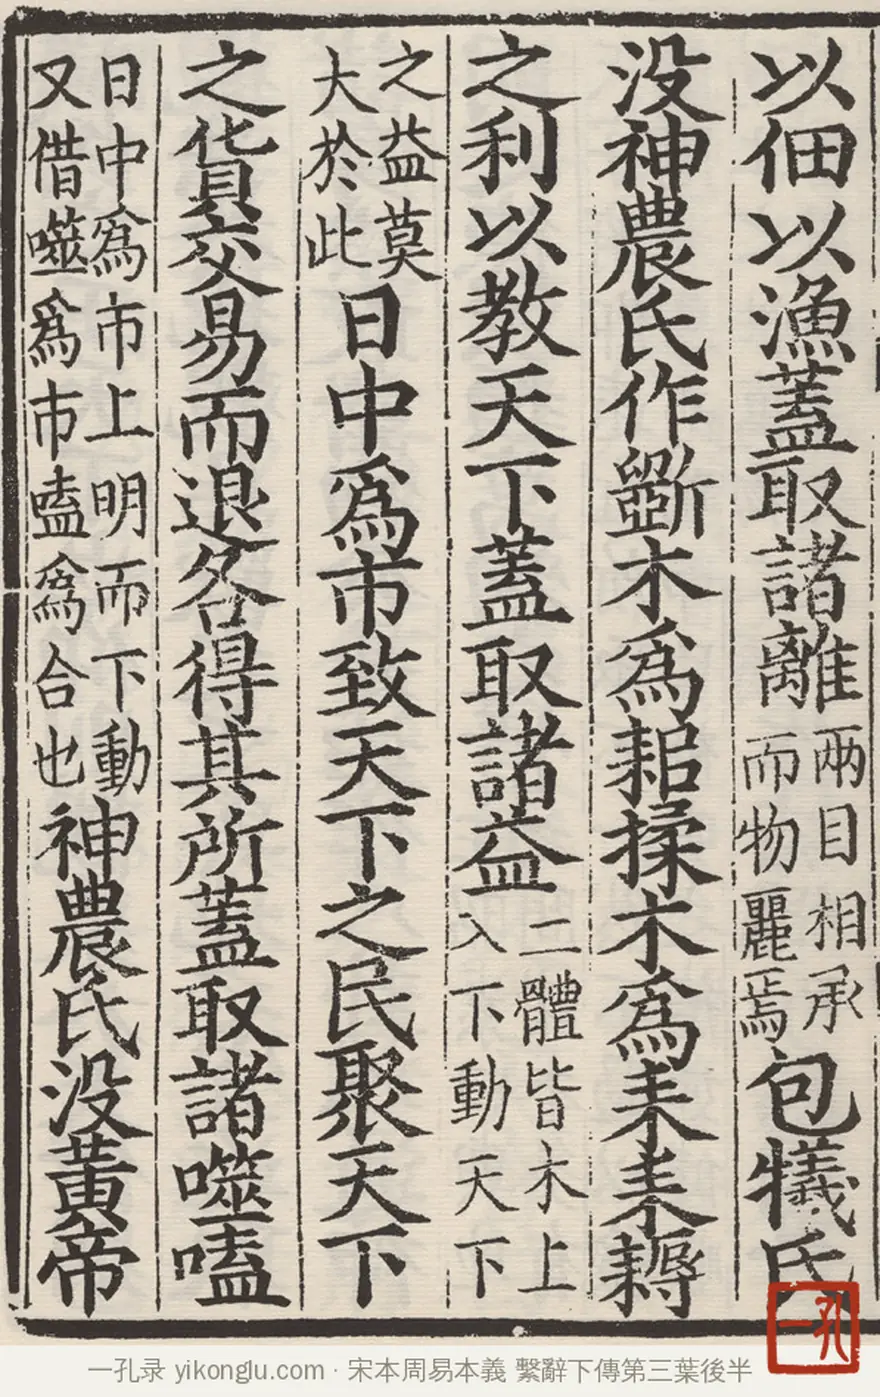 以佃以漁蓋取諸離兩目相承而物麗焉包犧氏
没神農氏作斵木爲耜揉木爲耒耒耨
之利以教天下蓋取諸益二體皆木上入下動天下
之益莫大於此日中爲市致天下之民聚天下
之貨交易而退各得其所蓋取諸噬嗑
日中爲市上明而下動又借噬爲市嗑爲合也神農氏没黃帝
一孔
一孔录 yikonglu.com · 宋本周易本義 繫辭下傳第三葉後半